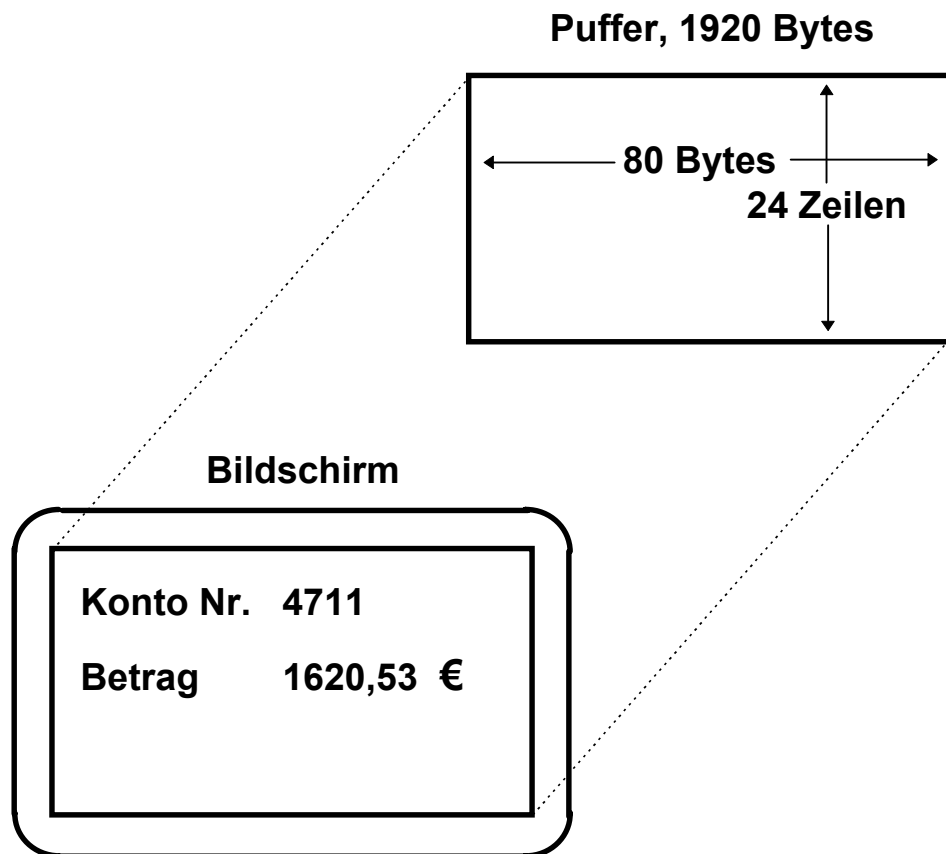 Puffer, 1920 Bytes
80 Bytes
24 Zeilen
Bildschirm
Konto Nr. 4711
Betrag 1620,53 €